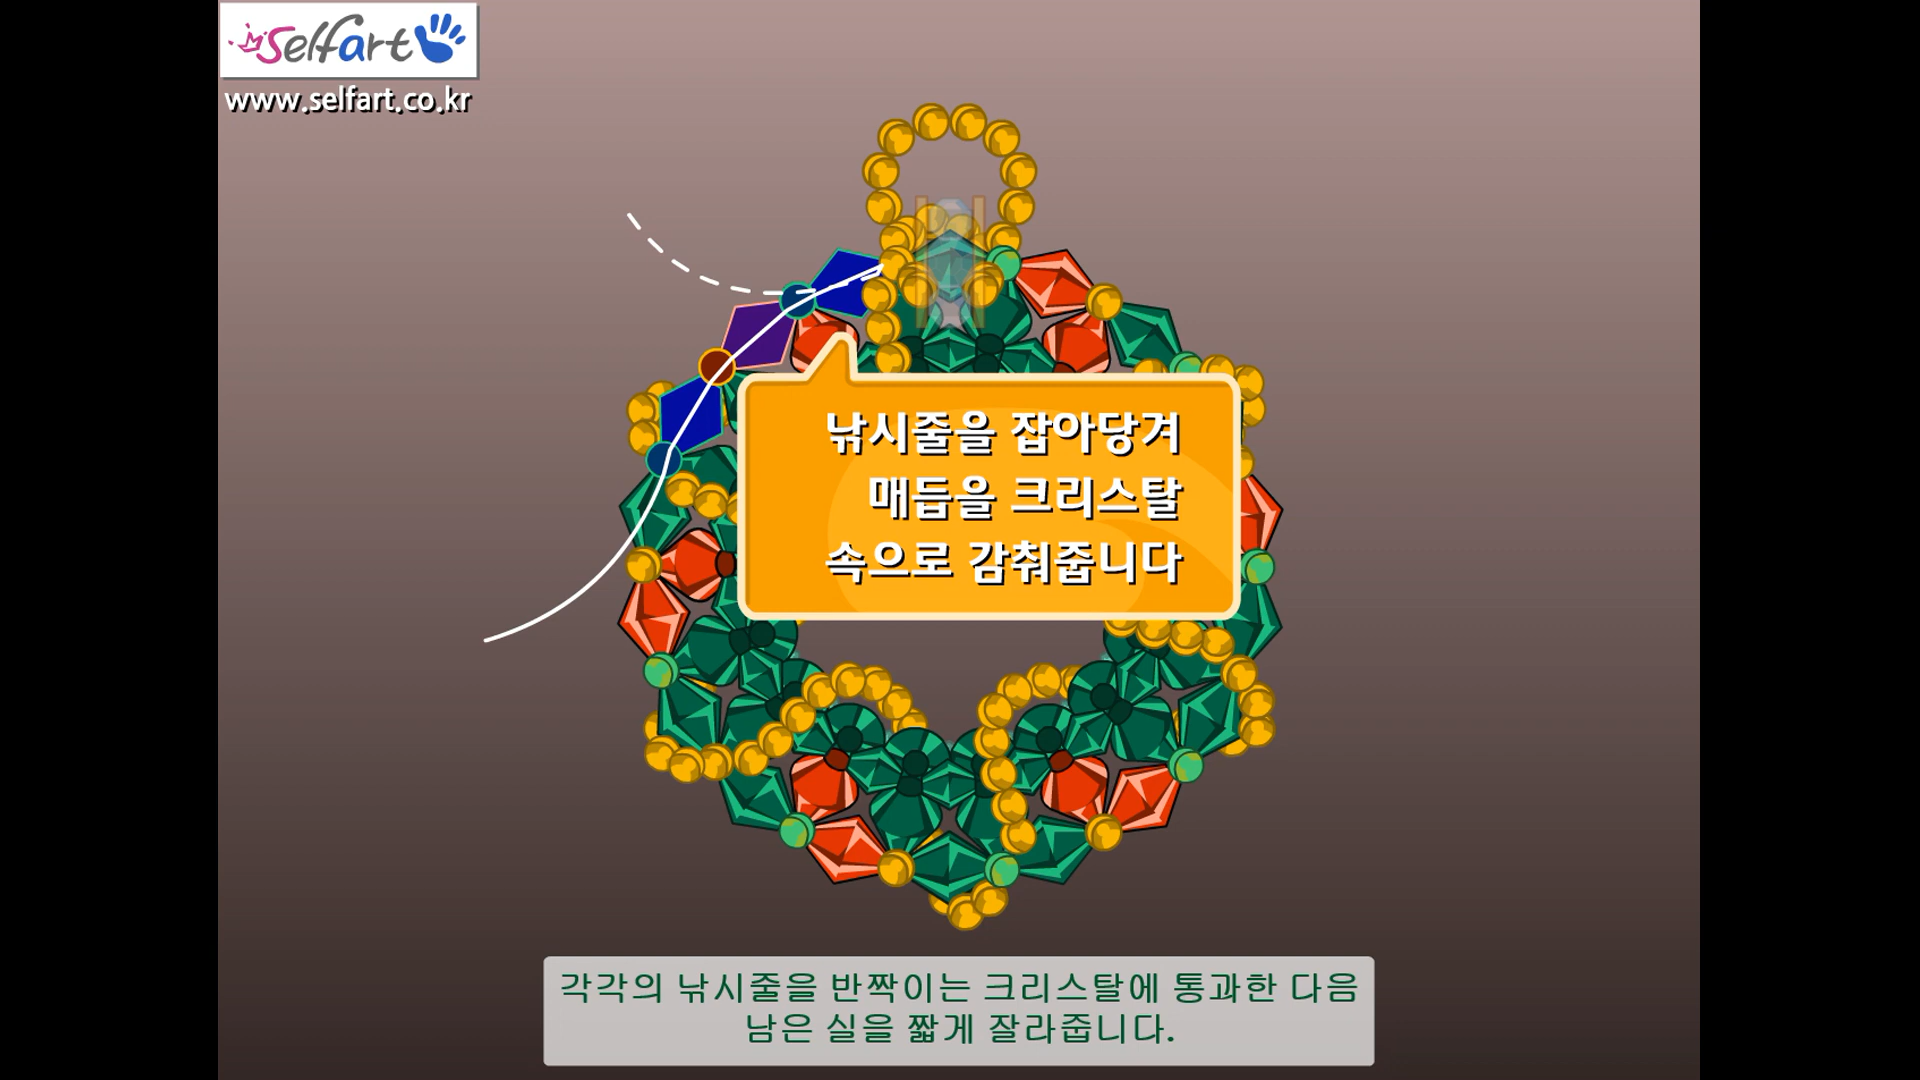 Selfart
www.selfart.co.kr
낚시줄을 잡아당겨
매듭을 크리스탈
속으로 감춰줍니다
각각의 낚시줄을 반짝이는 크리스탈에 통과한 다음
남은 실을 짧게 잘라줍니다.